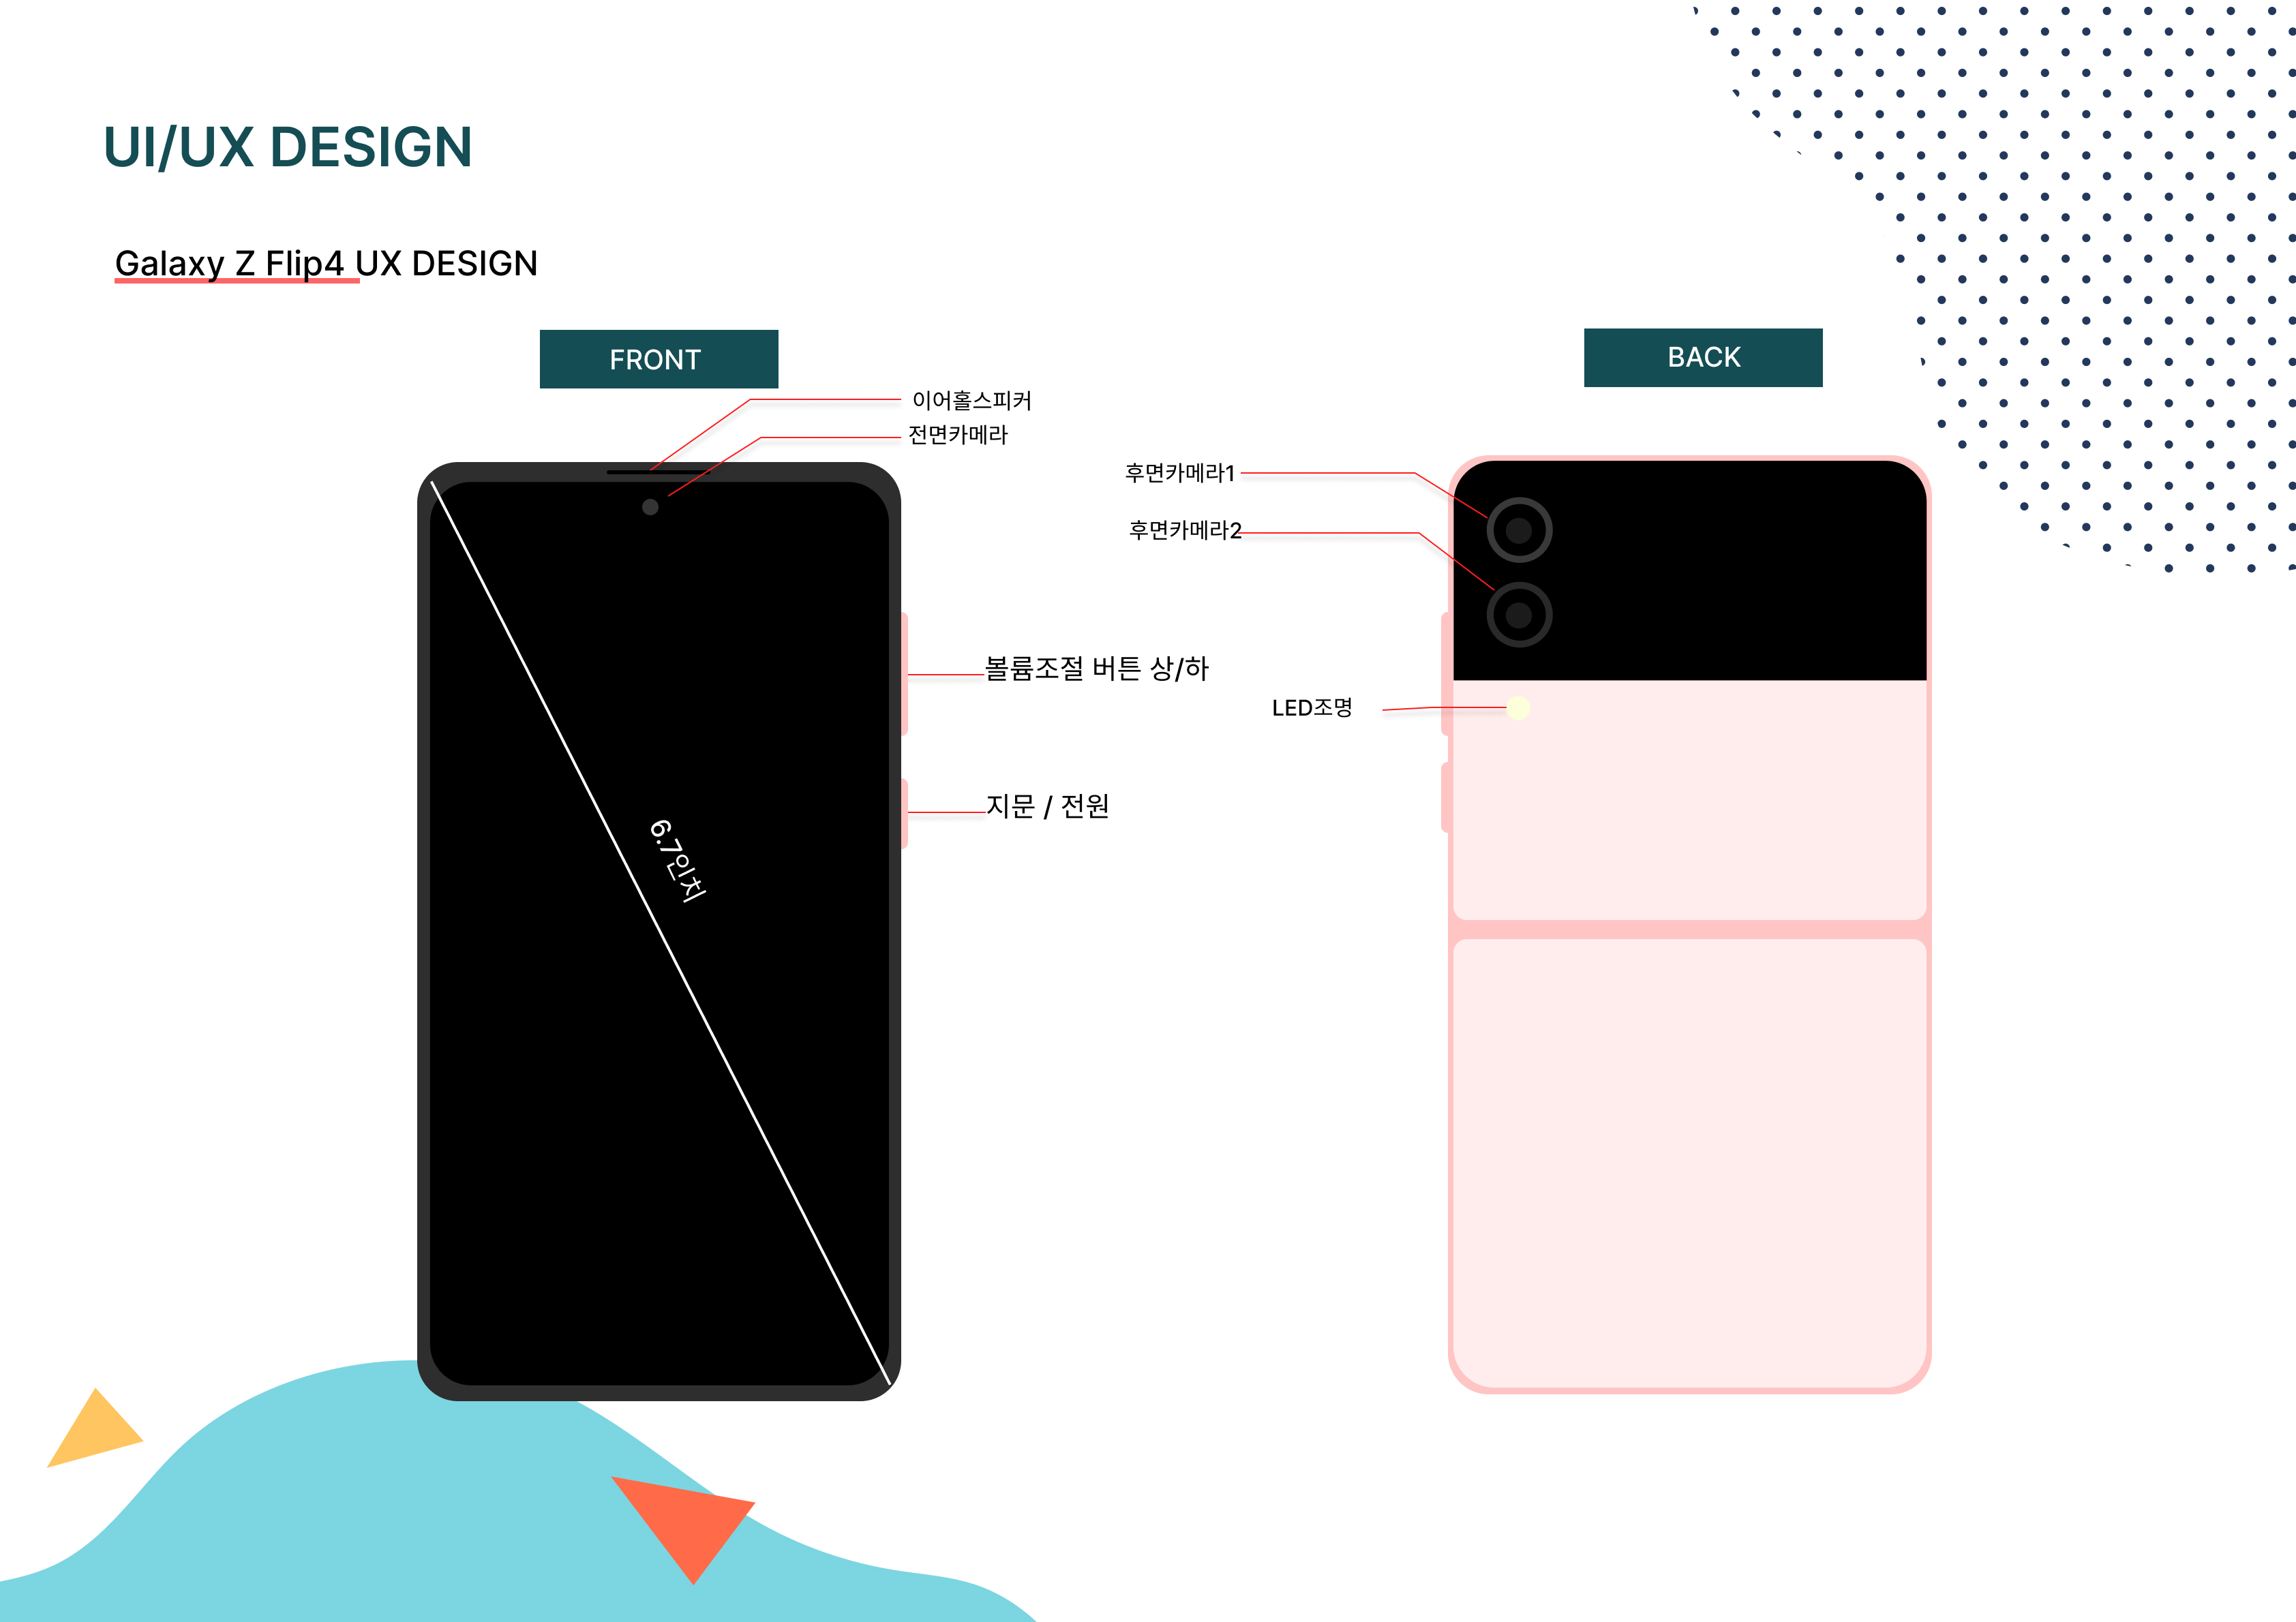 UI/UX DESIGN
Galaxy Z Flip4 UX DESIGN
FRONT
BACK
이어홀스피커
전면카메라
후면카메라1
후면카메라2
볼륨조절 버튼 상/하
LED조명
지문 / 전원
6.7인치